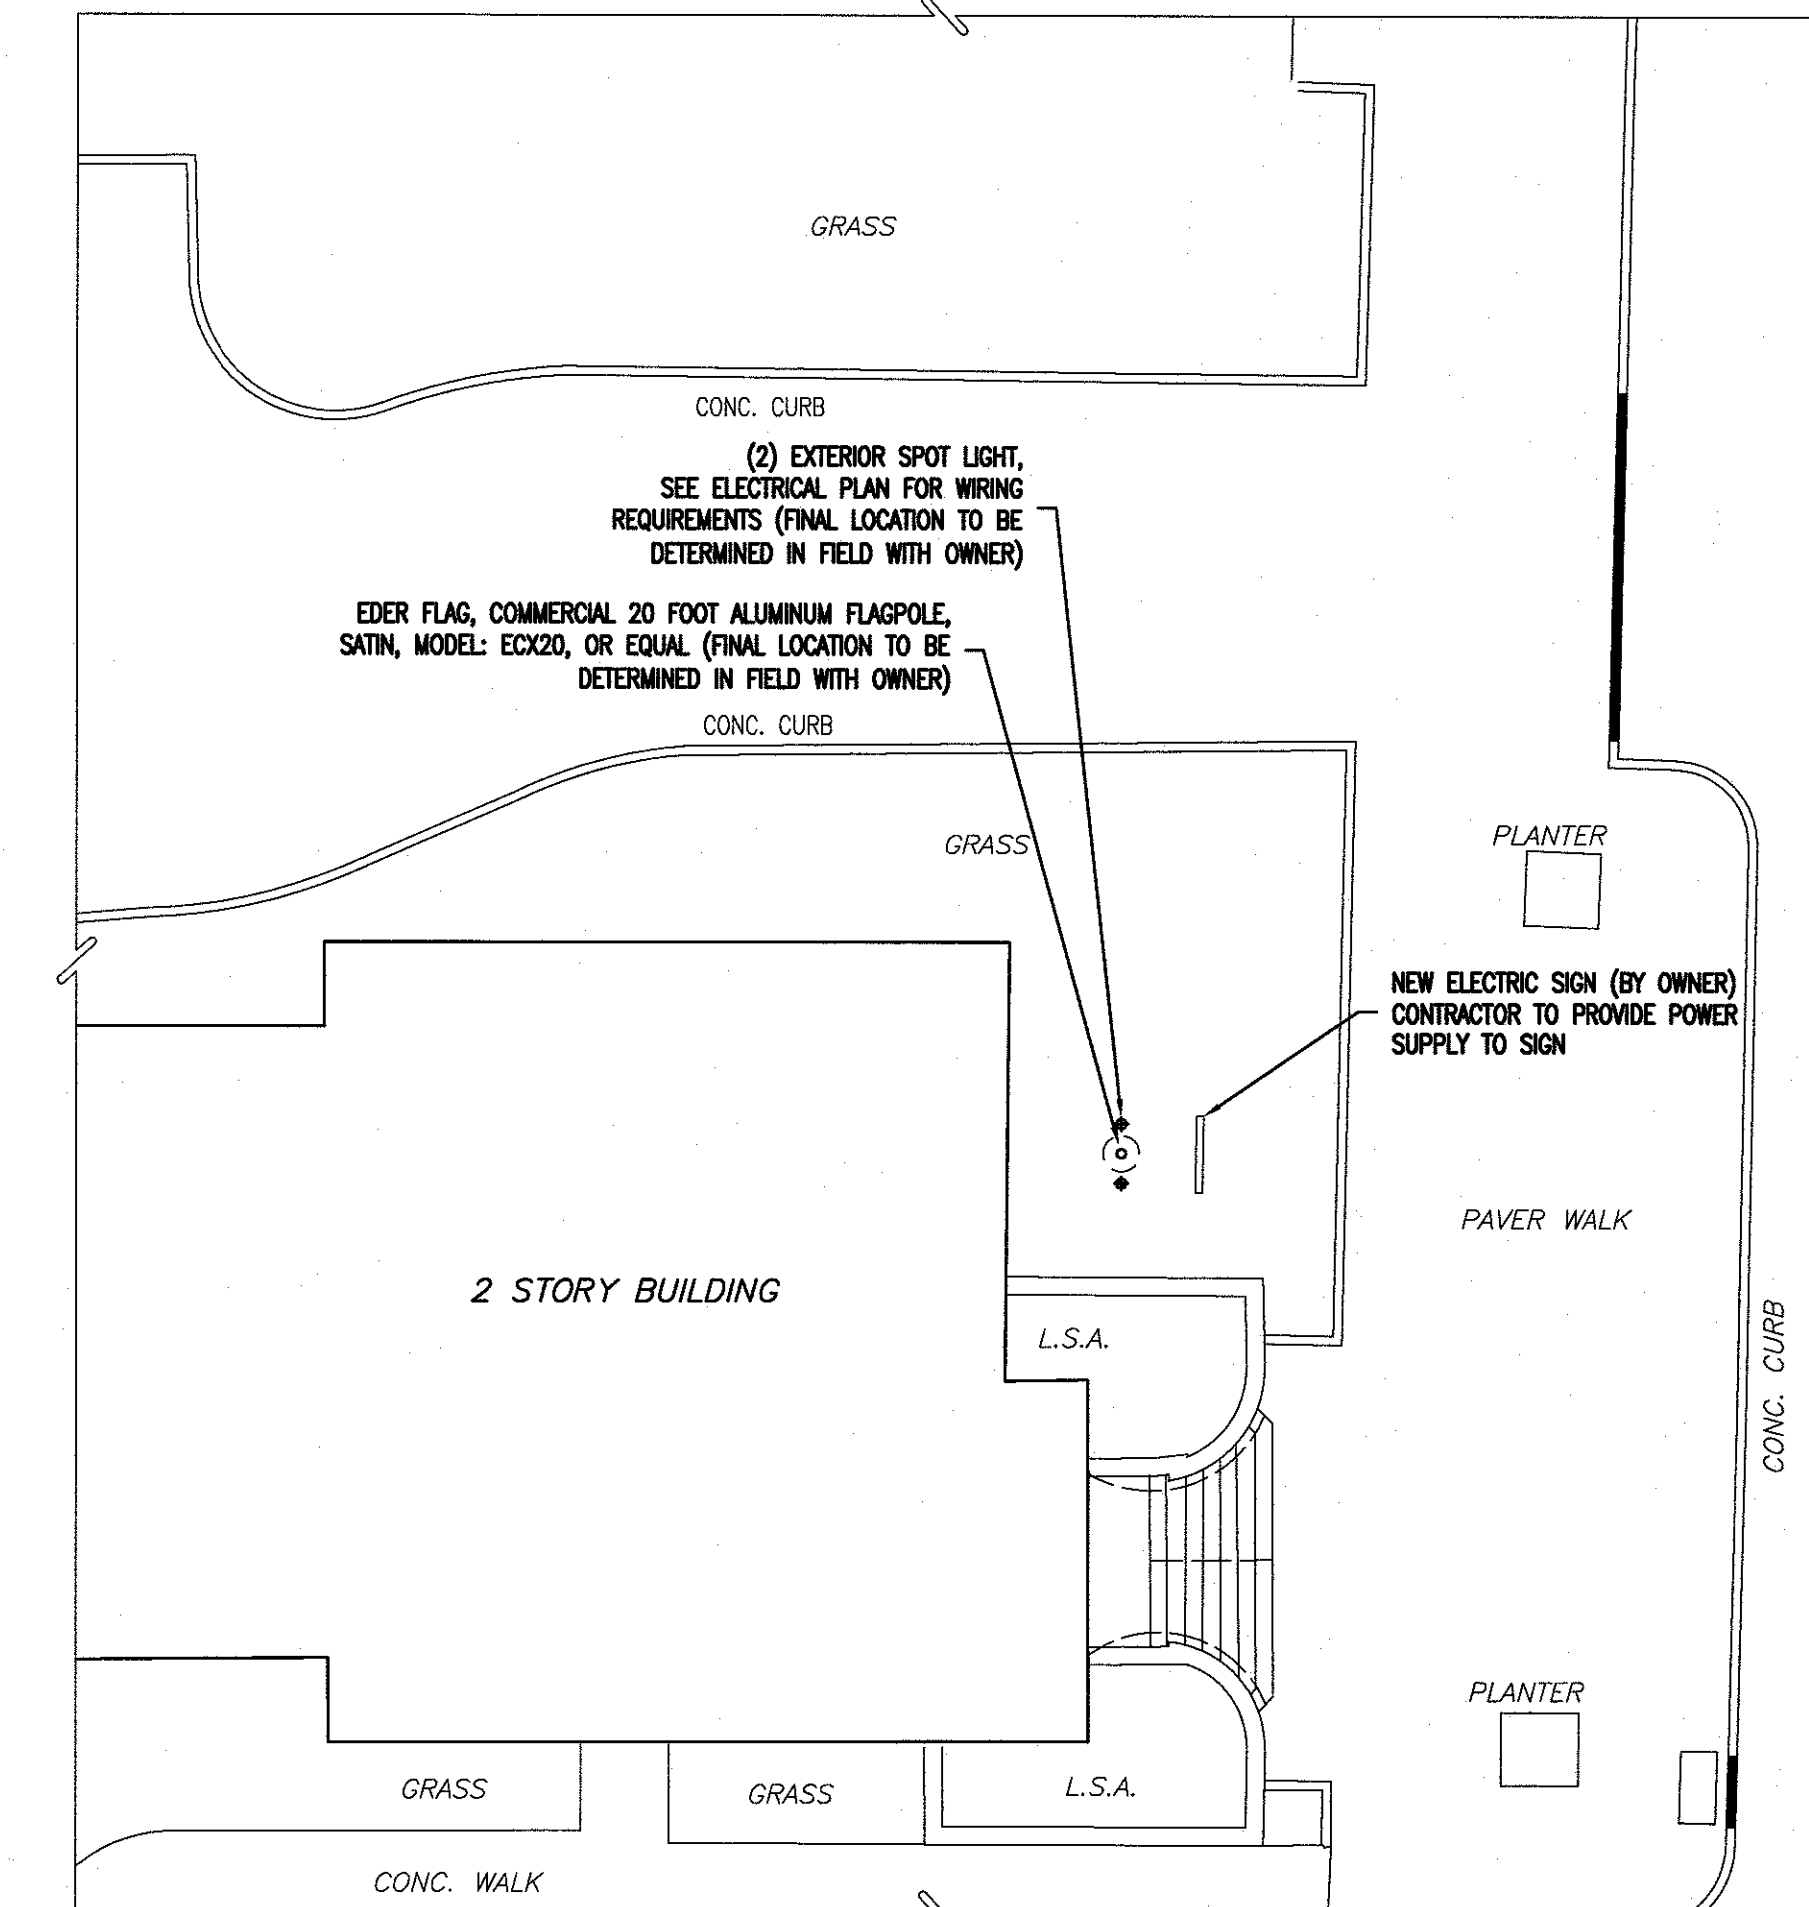 GRASS
CONC. CURB
(2) EXTERIOR SPOT LIGHT,
SEE ELECTRICAL PLAN FOR WIRING
REQUIREMENTS (FINAL LOCATION TO BE
DETERMINED IN FIELD WITH OWNER)
EDER FLAG, COMMERCIAL 20 FOOT ALUMINUM FLAGPOLE,
SATIN, MODEL: ECX20, OR EQUAL (FINAL LOCATION TO BE
DETERMINED IN FIELD WITH OWNER)
CONC. CURB
GRASS
PLANTER
NEW ELECTRIC SIGN (BY OWNER)
CONTRACTOR TO PROVIDE POWER
SUPPLY TO SIGN
PAVER WALK
2 STORY BUILDING
L.S.A.
CONC. CURB
PLANTER
GRASS
GRASS
L.S.A.
CONC. WALK